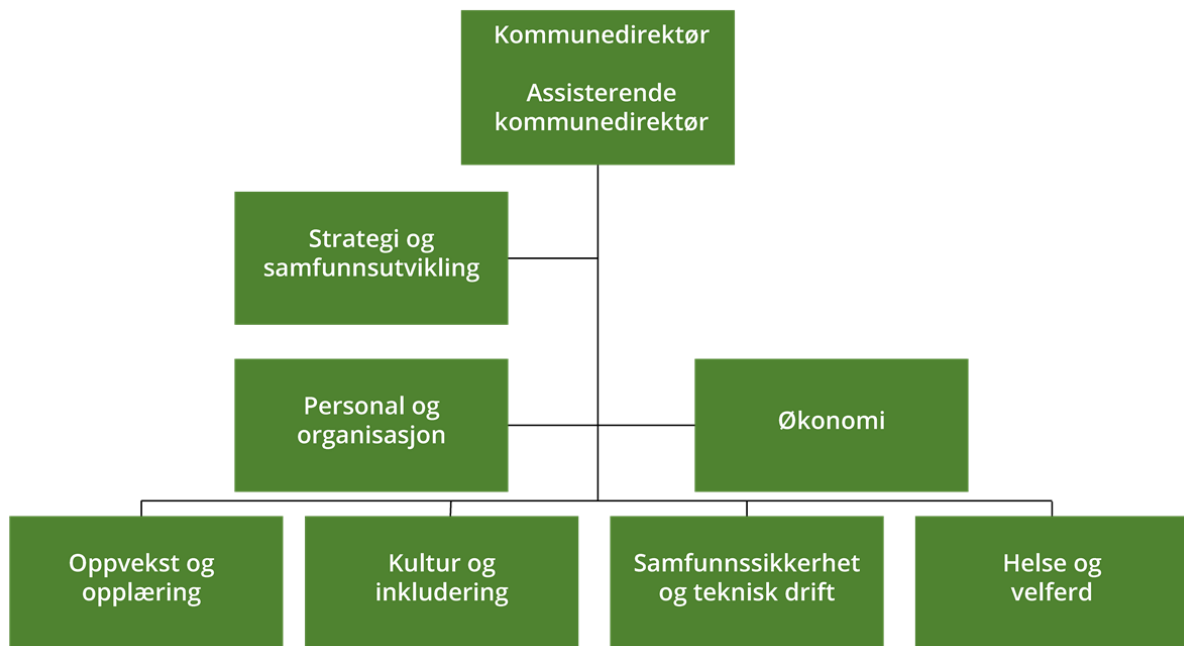 Kommunedirektør
Assisterende
kommunedirektør
Strategi og
samfunnsutvikling
Personal og
organisasjon
Økonomi
Oppvekst og
opplæring
Kultur og
inkludering
Samfunnssikkerhet
og teknisk drift
Helse og
velferd